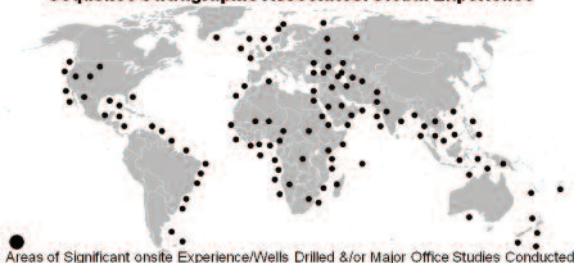 Sequence Stratigraphic Associates: Global Experience
Areas of Significant onsite Experience/Wells Drilled &/or Major Office Studies Conducted